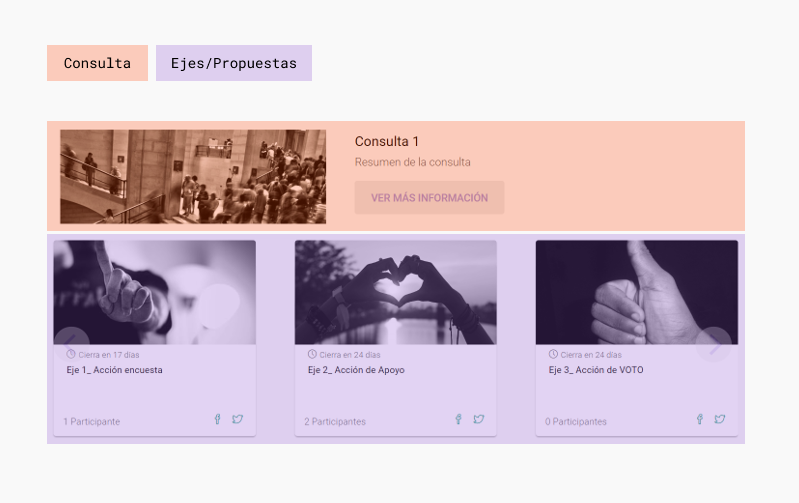 Consulta
Ejes/Propuestas
Consulta 1
Resumen de la consulta
VER MÁS INFORMACIÓN
Cierra en 17 días
Eje 1_ Acción encuesta
1 Participante
Cierra en 24 días
Eje 2_ Acción de Apoyo
2 Participantes
Cierra en 24 días
Eje 3_ Acción de VOTO
0 Participantes